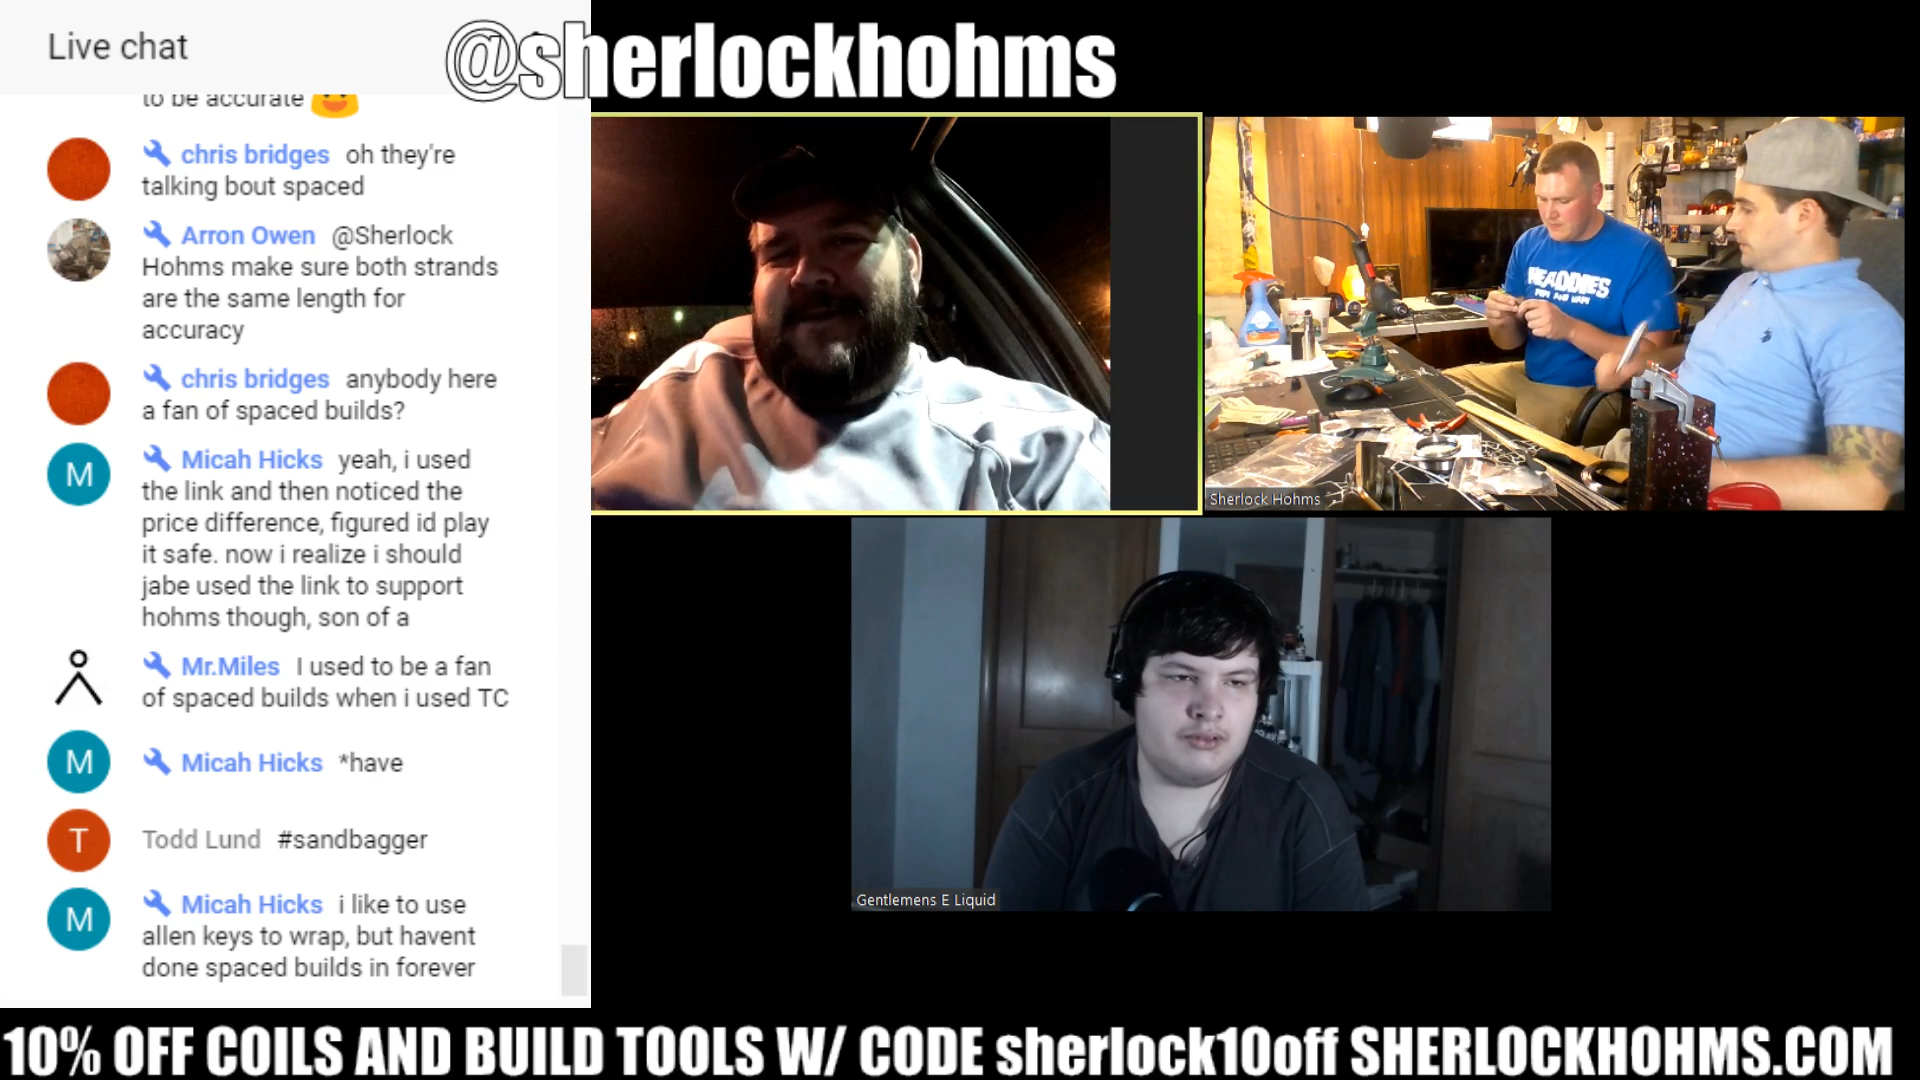 Live chat
@sherlockhohms
to be accurate
chris bridges oh they're
talking bout spaced
Arron Owen @Sherlock
Hohms make sure both strands
are the same length for
accuracy
chris bridges anybody here
a fan of spaced builds?
M
Micah Hicks yeah, i used
the link and then noticed the
price difference, figured id play
it safe. now i realize i should
jabe used the link to support
hohms though, son of a
Mr.Miles I used to be a fan
of spaced builds when i used TC
M
Micah Hicks *have
T
Todd Lund #sandbagger
M
Micah Hicks i like to use
allen keys to wrap, but havent
done spaced builds in forever
HEADDIES
Sherlock Hohms
Gentlemens E Liquid
10% OFF COILS AND BUILD TOOLS W/ CODE sherlock10off SHERLOCKHOHMS.COM